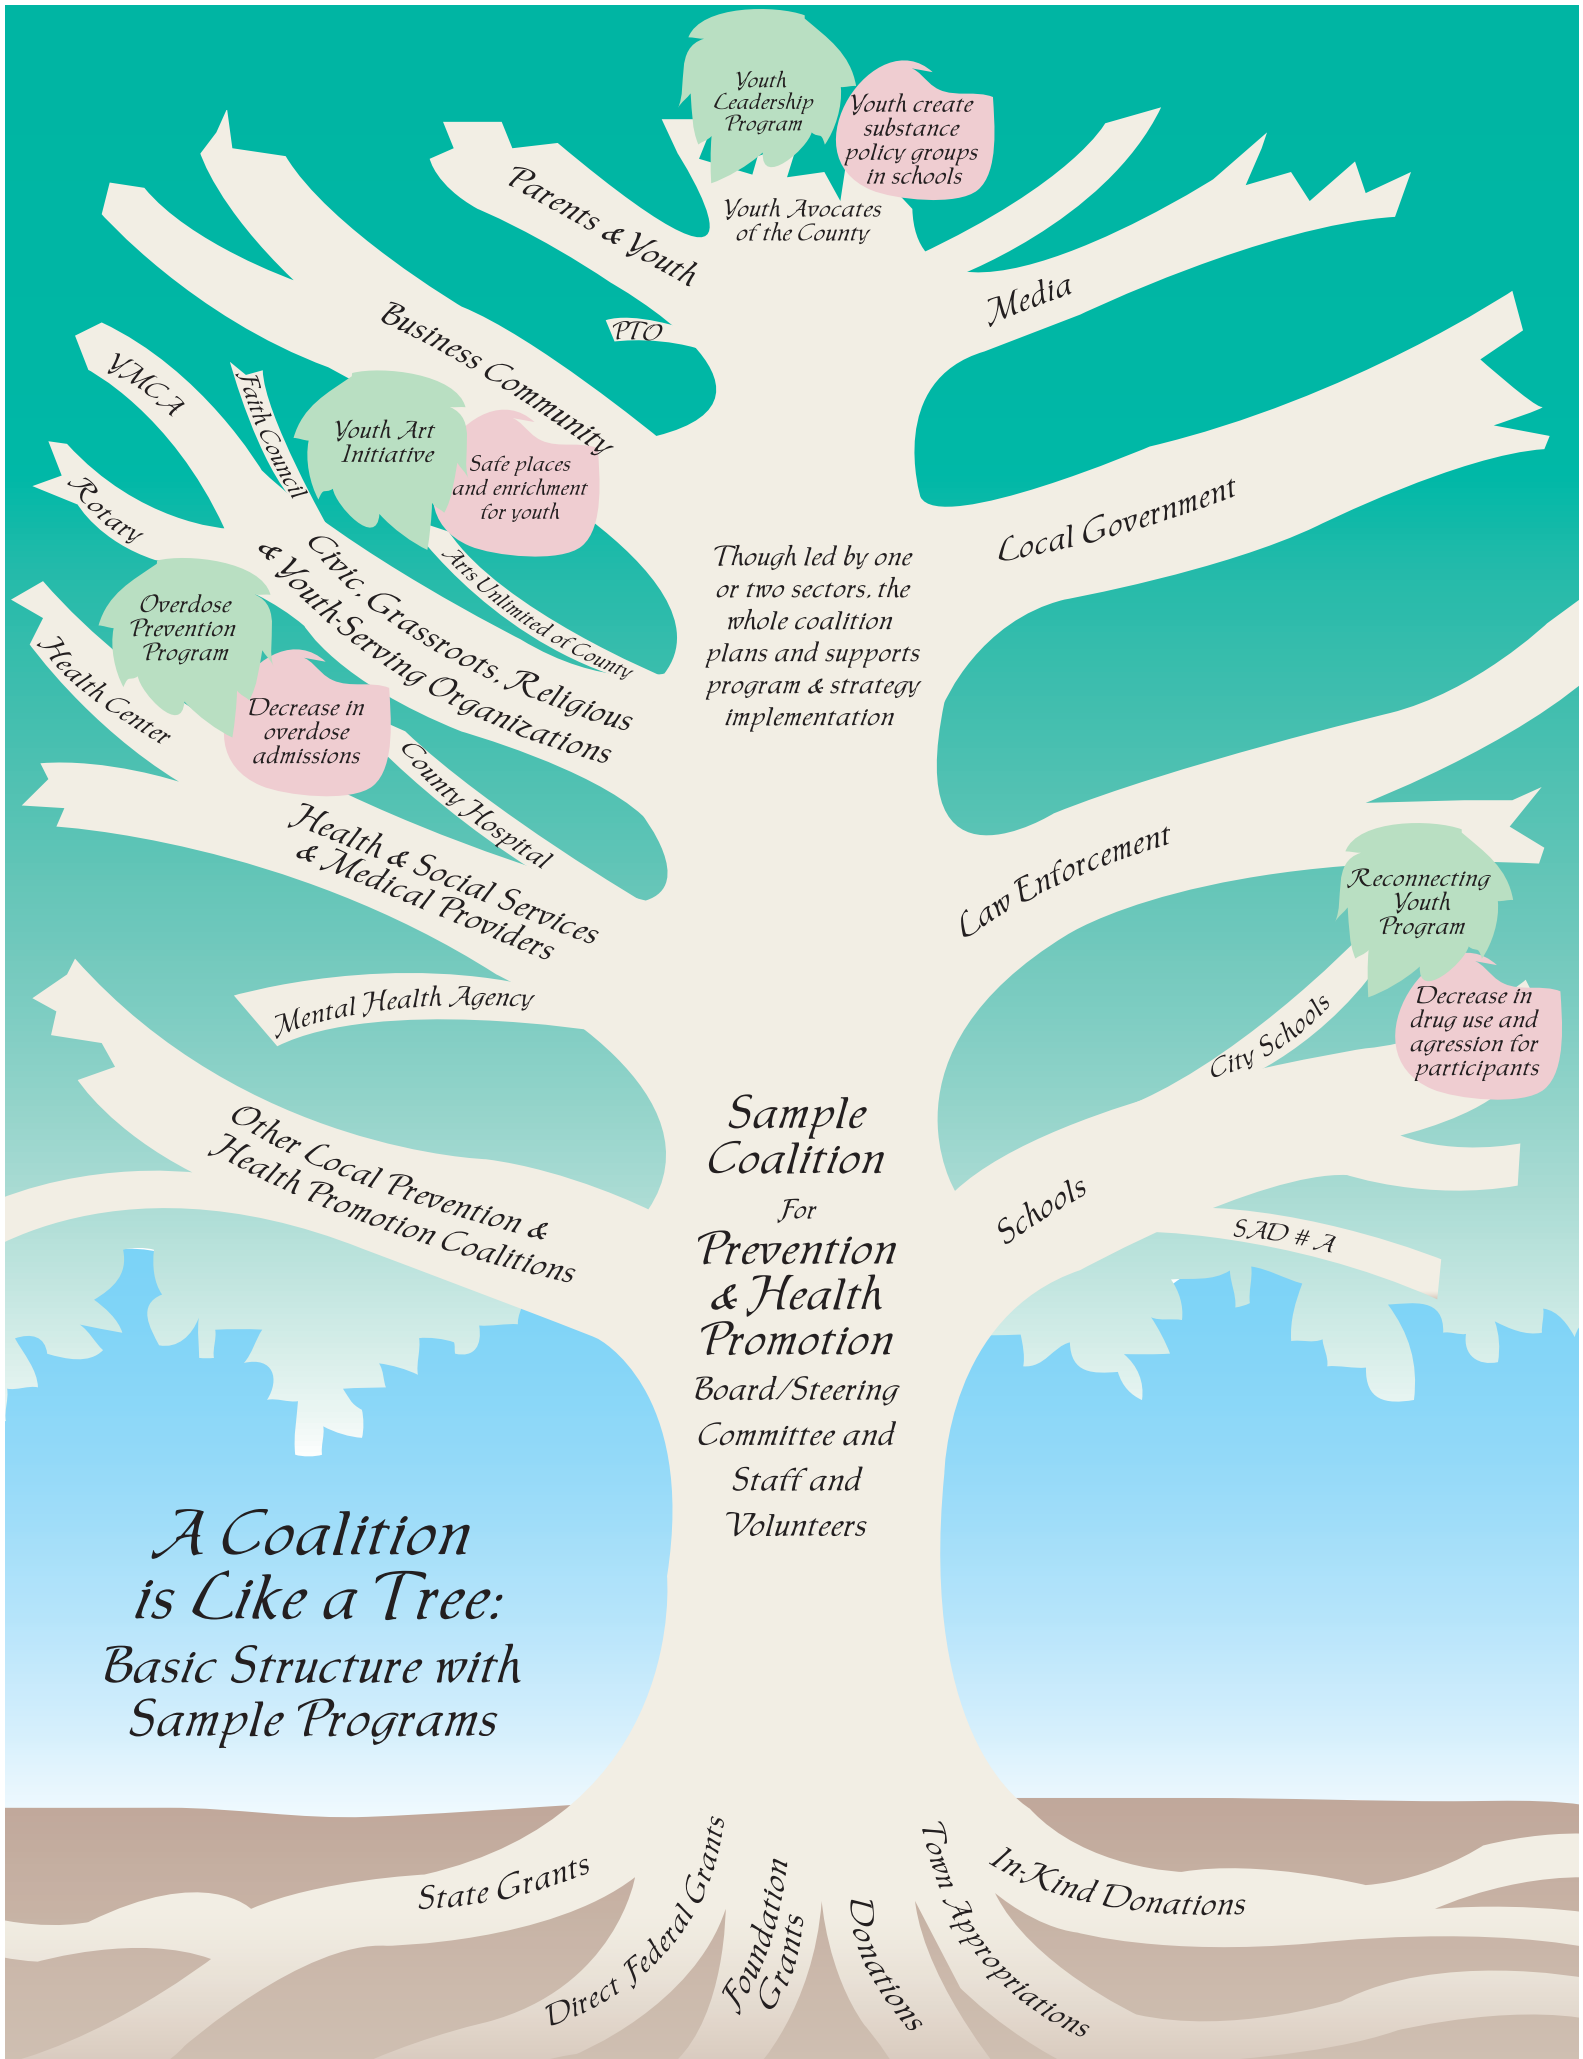 Youth
Leadership
Program
Youth create
substance
policy groups
in schools
Youth Avocates
of the County
Parents & Youth
PTO
Media
Business Community
YMCA
Faith Council
Youth Art
Initiative
Safe places
and enrichment
for youth
Rotary
Civic, Grassroots, Religious
& Youth-Serving Organizations
Arts Unlimited of County
Local Government
Though led by one
or two sectors, the
whole coalition
plans and supports
program & strategy
implementation
Overdose
Prevention
Program
Health Center
Decrease in
overdose
admissions
County Hospital
Health & Social Services
& Medical Providers
Law Enforcement
Reconnecting
Youth
Program
Decrease in
drug use and
agression for
participants
City Schools
Mental Health Agency
Other Local Prevention &
Health Promotion Coalitions
Schools
SAD # A
Sample
Coalition
For
Prevention
& Health
Promotion
Board/Steering
Committee and
Staff and
Volunteers
A Coalition
is Like a Tree:
Basic Structure with
Sample Programs
State Grants
Direct Federal Grants
Foundation
Grants
Donations
Town Appropriations
In-Kind Donations